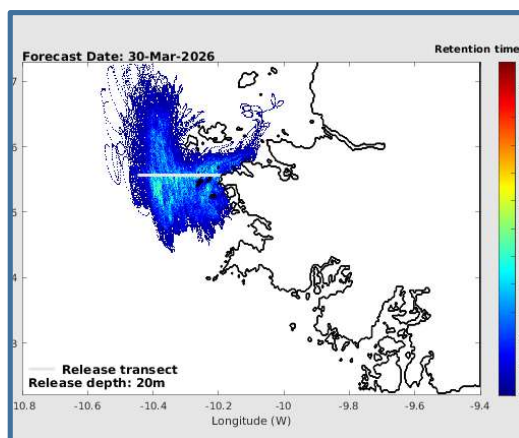 Forecast Date: 30-Mar-2026
Retention time
7
6
5
4
3
Release transect
Release depth: 20m
10.8
-10.6
-10.4
-10.2
-10
-9.8
-9.6
-9.4
Longitude (W)